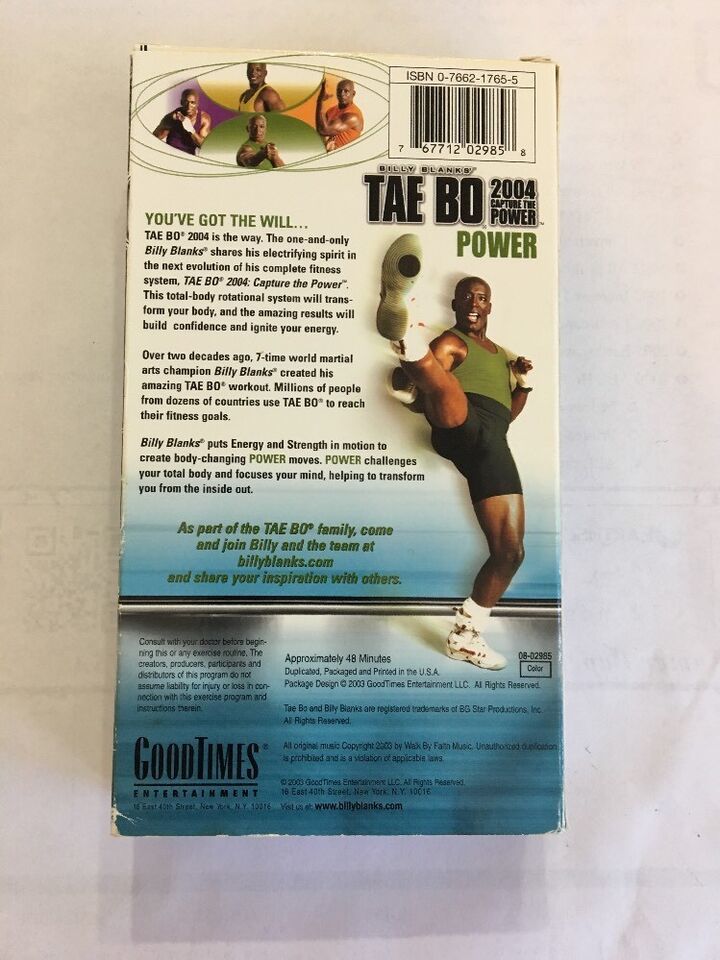 ISBN 0-7662-1765-5
7 67712 02985 8
BILLY BLANKS'
TAE BO 2004
CAPTURE THE
POWER™
POWER
YOU'VE GOT THE WILL...
TAE BO® 2004 is the way. The one-and-only
Billy Blanks® shares his electrifying spirit in
the next evolution of his complete fitness
system, TAE BO® 2004: Capture the Power™.
This total-body rotational system will trans-
form your body, and the amazing results will
build confidence and ignite your energy.
Over two decades ago, 7-time world martial
arts champion Billy Blanks® created his
amazing TAE BO® workout. Millions of people
from dozens of countries use TAE BO® to reach
their fitness goals.
Billy Blanks® puts Energy and Strength in motion to
create body-changing POWER moves. POWER challenges
your total body and focuses your mind, helping to transform
you from the inside out.
As part of the TAE BO® family, come
and join Billy and the team at
billyblanks.com
and share your inspiration with others.
Consult with your doctor before begin-
ning this or any exercise routine. The
creators, producers, participants and
distributors of this program do not
assume liability for injury or loss in con-
nection with this exercise program and
instructions therein.
Approximately 48 Minutes
Duplicated, Packaged and Printed in the U.S.A.
Package Design © 2003 GoodTimes Entertainment LLC. All Rights Reserved.
08-02985
Color
Tae Bo and Billy Blanks are registered trademarks of BG Star Productions, Inc.
All Rights Reserved.
All original music Copyright 2003 by Walk By Faith Music. Unauthorized duplication
is prohibited and is a violation of applicable laws.
GOODTIMES®
ENTERTAINMENT
16 East 40th Street, New York, N.Y. 10016
© 2003 GoodTimes Entertainment LLC. All Rights Reserved.
16 East 40th Street, New York, N.Y. 10016
Visit us at: www.billyblanks.com